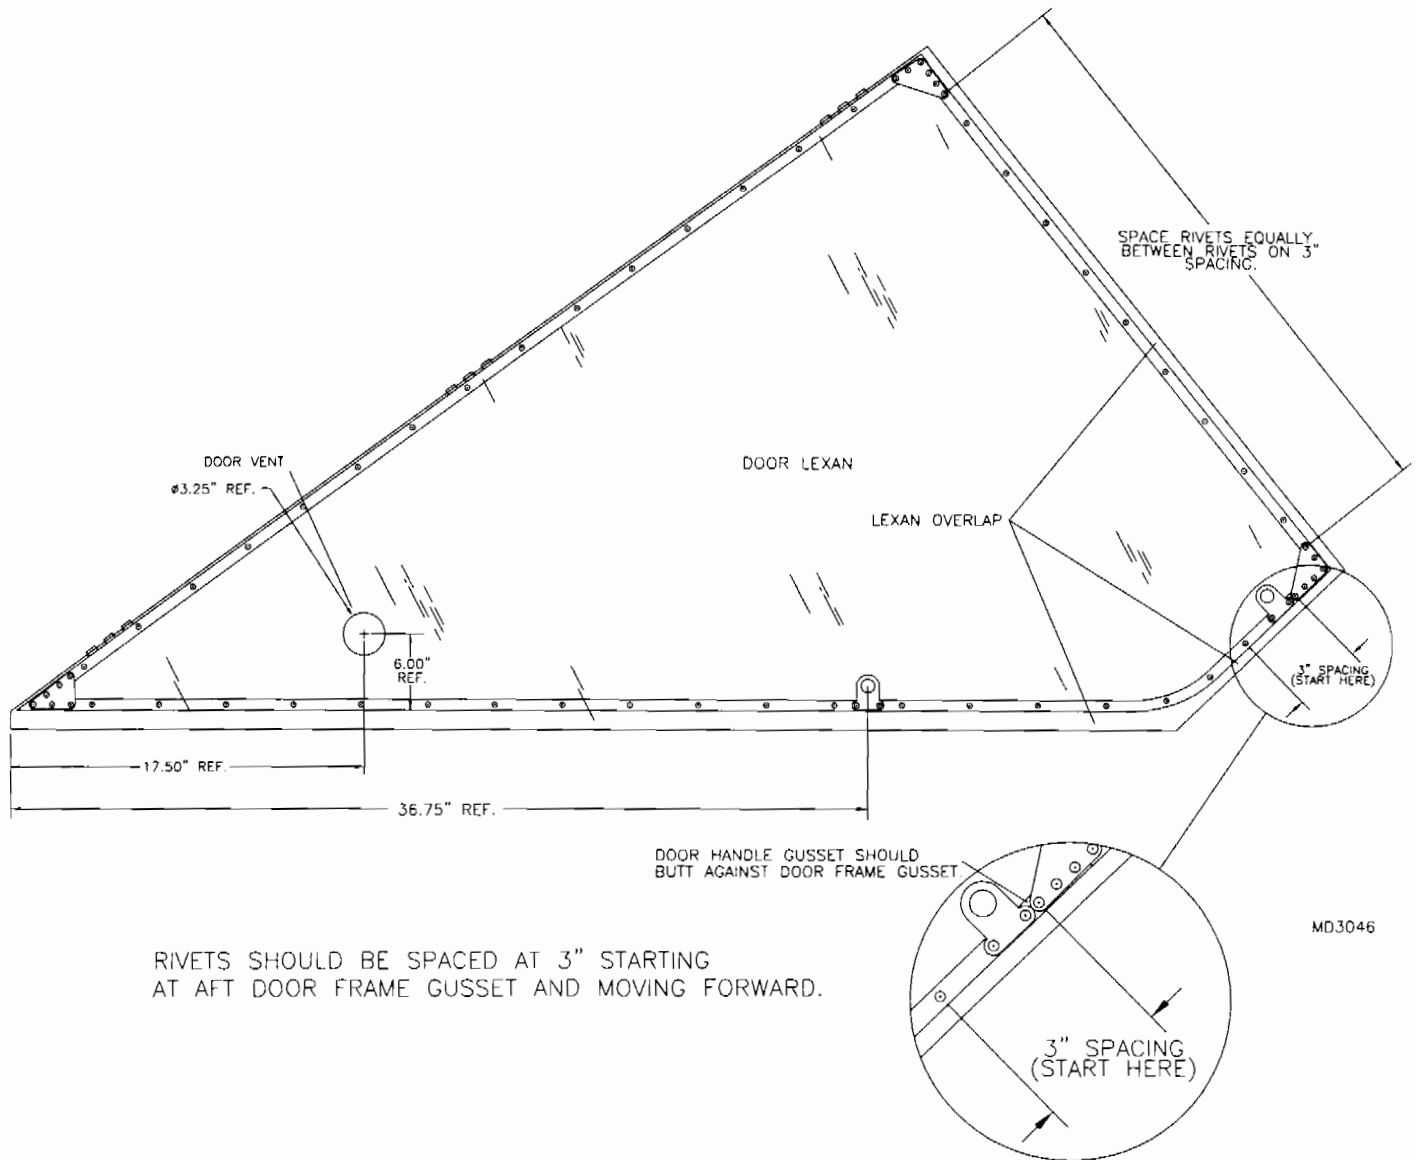 SPACE RIVETS EQUALLY
BETWEEN RIVETS ON 3"
SPACING.
DOOR VENT
ø3.25" REF.
DOOR LEXAN
LEXAN OVERLAP
6.00"
REF.
3" SPACING
(START HERE)
17.50" REF.
36.75" REF.
DOOR HANDLE GUSSET SHOULD
BUTT AGAINST DOOR FRAME GUSSET.
MD3046
RIVETS SHOULD BE SPACED AT 3" STARTING
AT AFT DOOR FRAME GUSSET AND MOVING FORWARD.
3" SPACING
(START HERE)